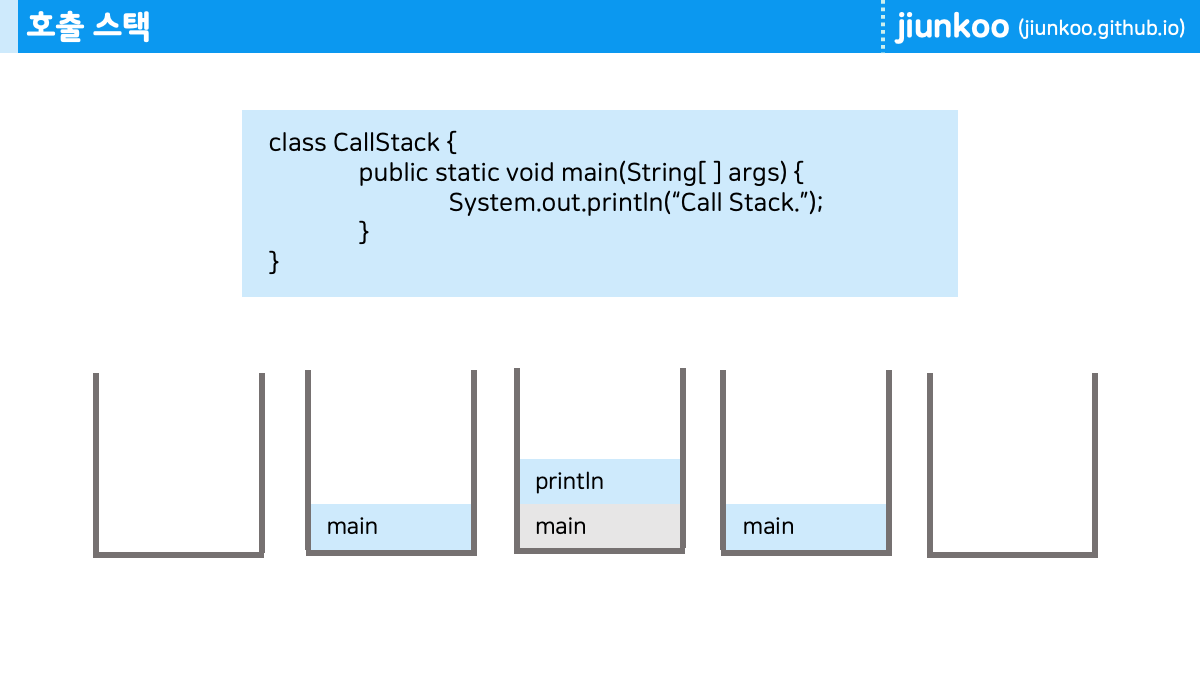 호출 스택
jiunkoo (jiunkoo.github.io)
class CallStack {
public static void main(String[ ] args) {
System.out.println(“Call Stack.”);
}
}
println
main
main
main